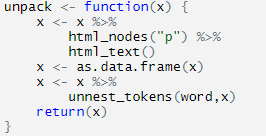 unpack <- function(x) {
    x <- x %>%
        html_nodes("p") %>%
        html_text()
    x <- as.data.frame(x)
    x <- x %>%
        unnest_tokens(word,x)
    return(x)
}